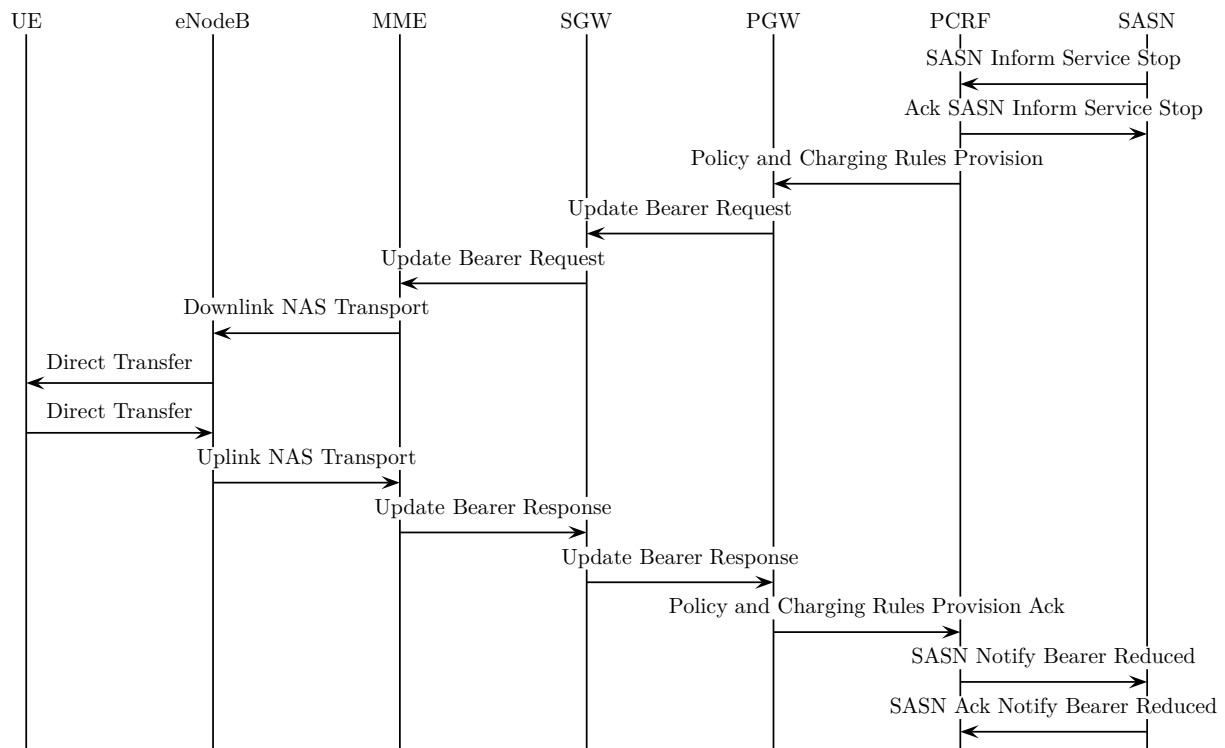 UE eNodeB MME SGW PGW PCRF SASN
SASN Inform Service Stop
Ack SASN Inform Service Stop
Policy and Charging Rules Provision
Update Bearer Request
Update Bearer Request
Downlink NAS Transport
Direct Transfer
Direct Transfer
Uplink NAS Transport
Update Bearer Response
Update Bearer Response
Policy and Charging Rules Provision Ack
SASN Notify Bearer Reduced
SASN Ack Notify Bearer Reduced